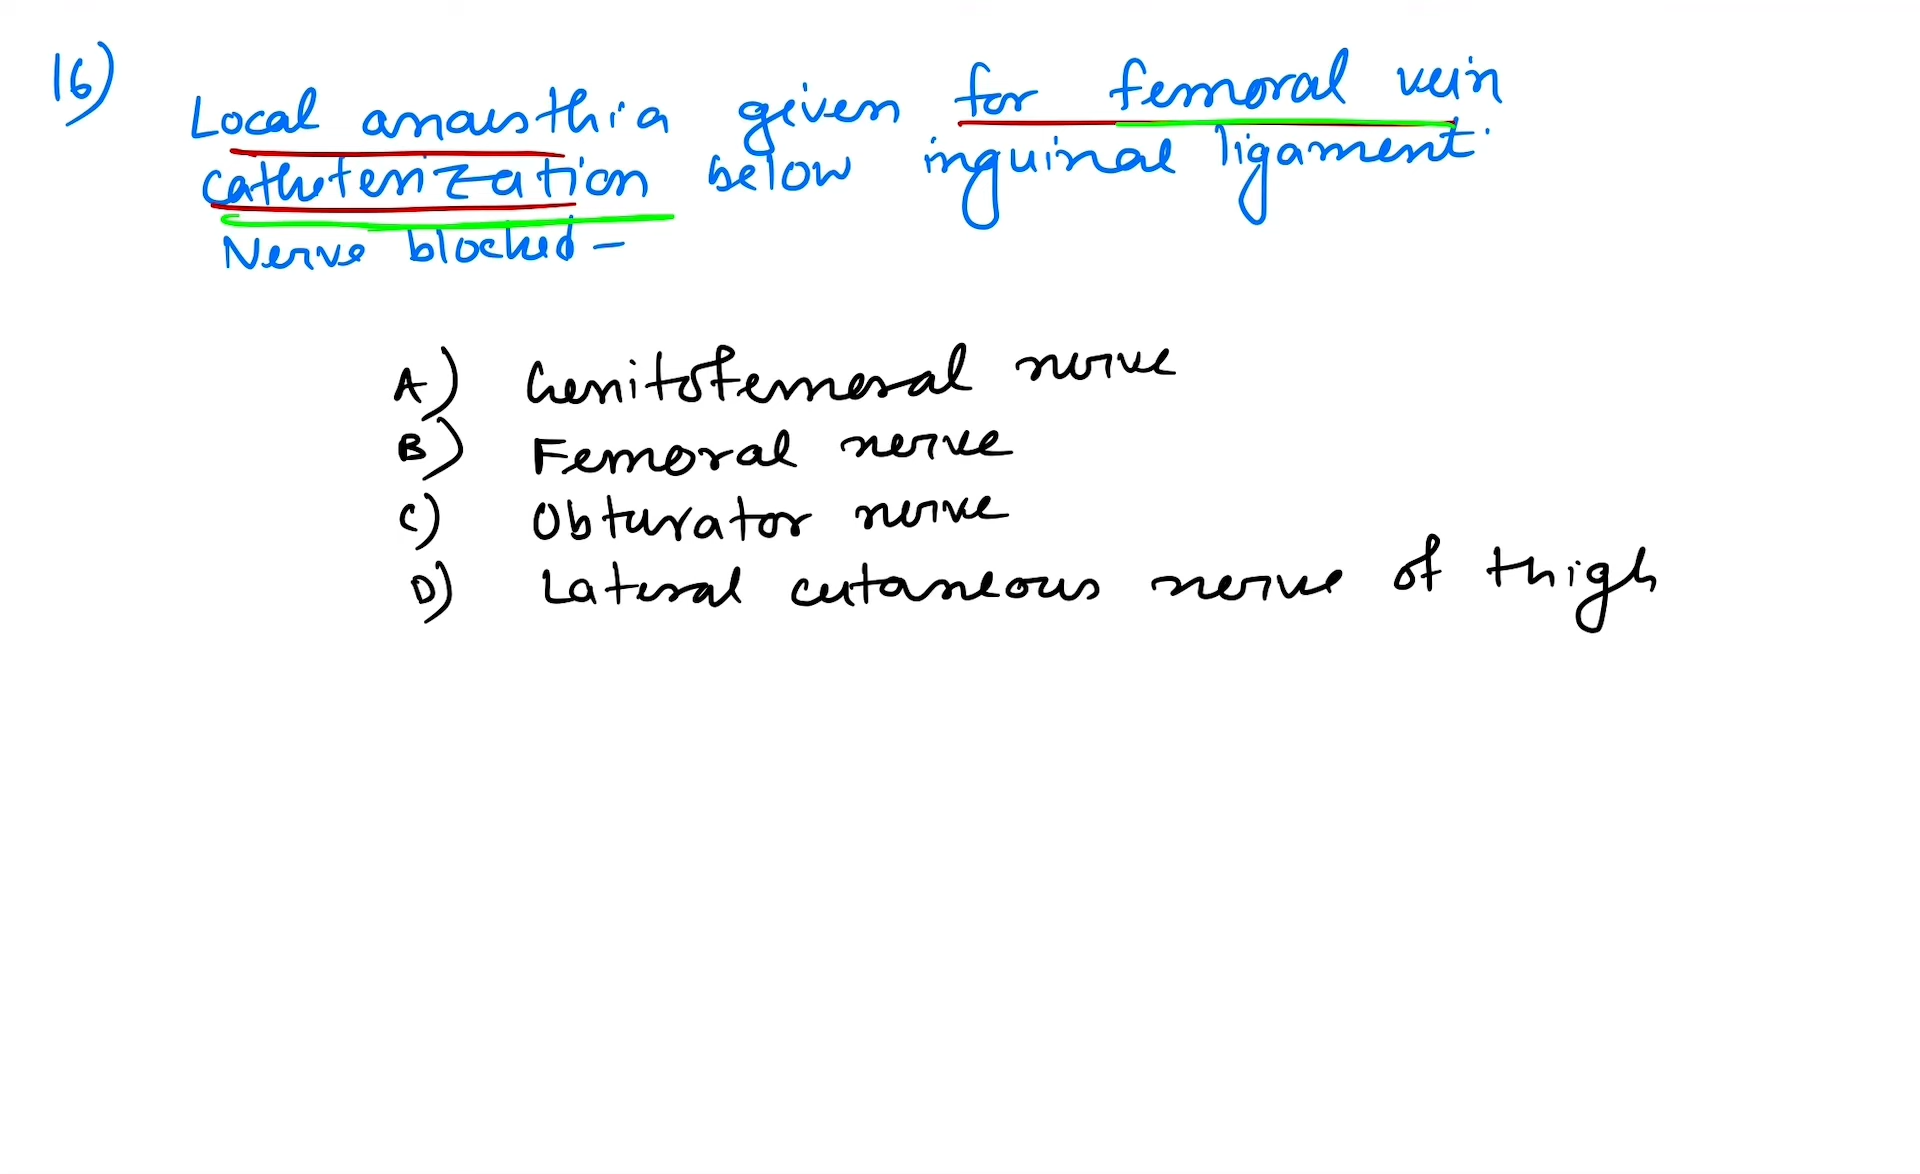 16)
Local anaesthia given for femoral vein
catheterization below inguinal ligament.
Nerve blocked –
A) Genitofemoral nerve
B) Femoral nerve
C) Obturator nerve
D) Lateral cutaneous nerve of thigh